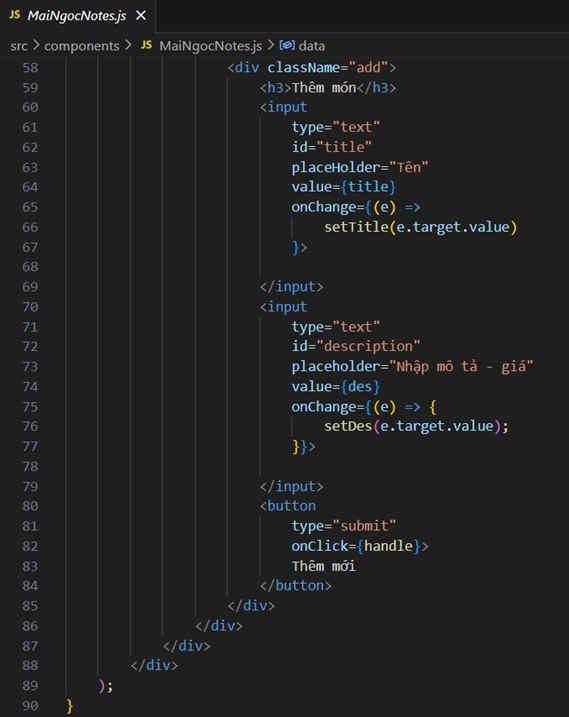 JS MaiNgocNotes.js ×
src > components > JS MaiNgocNotes.js > data
58 <div className="add">
59 <h3>Thêm món</h3>
60 <input
61 type="text"
62 id="title"
63 placeHolder="Tên"
64 value={title}
65 onChange={(e) =>
66 setTitle(e.target.value)
67 }>
68
69 </input>
70 <input
71 type="text"
72 id="description"
73 placeholder="Nhập mô tả - giá"
74 value={des}
75 onChange={(e) => {
76 setDes(e.target.value);
77 }}>
78
79 </input>
80 <button
81 type="submit"
82 onClick={handle}>
83 Thêm mới
84 </button>
85 </div>
86 </div>
87 </div>
88 </div>
89 );
90 }